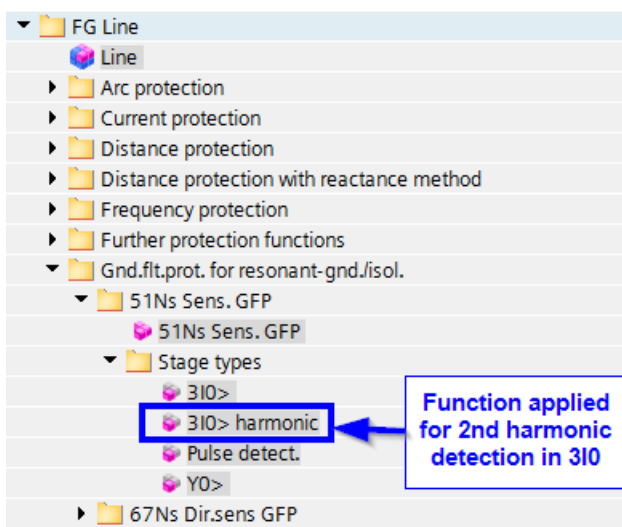 FG Line
Line
Arc protection
Current protection
Distance protection
Distance protection with reactance method
Frequency protection
Further protection functions
Gnd.flt.prot. for resonant-gnd./isol.
51Ns Sens. GFP
51Ns Sens. GFP
Stage types
3I0>
3I0> harmonic
Pulse detect.
Y0>
67Ns Dir.sens GFP
Function applied
for 2nd harmonic
detection in 3I0